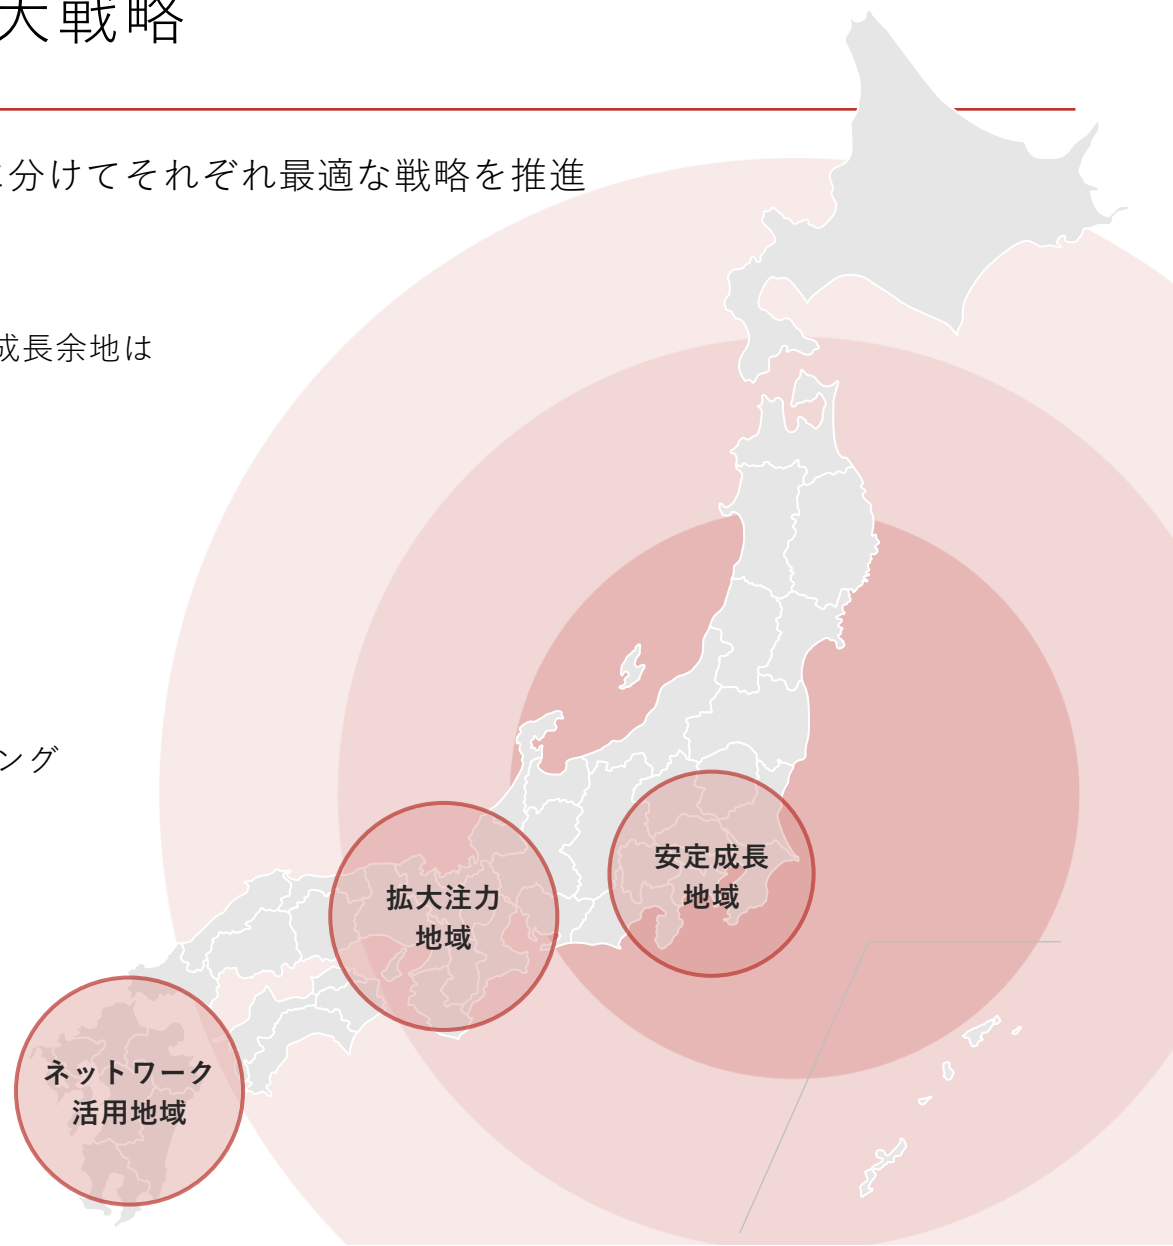 大戦略
分けてそれぞれ最適な戦略を推進
成長余地は
ング
安定成長
地域
拡大注力
地域
ネットワーク
活用地域